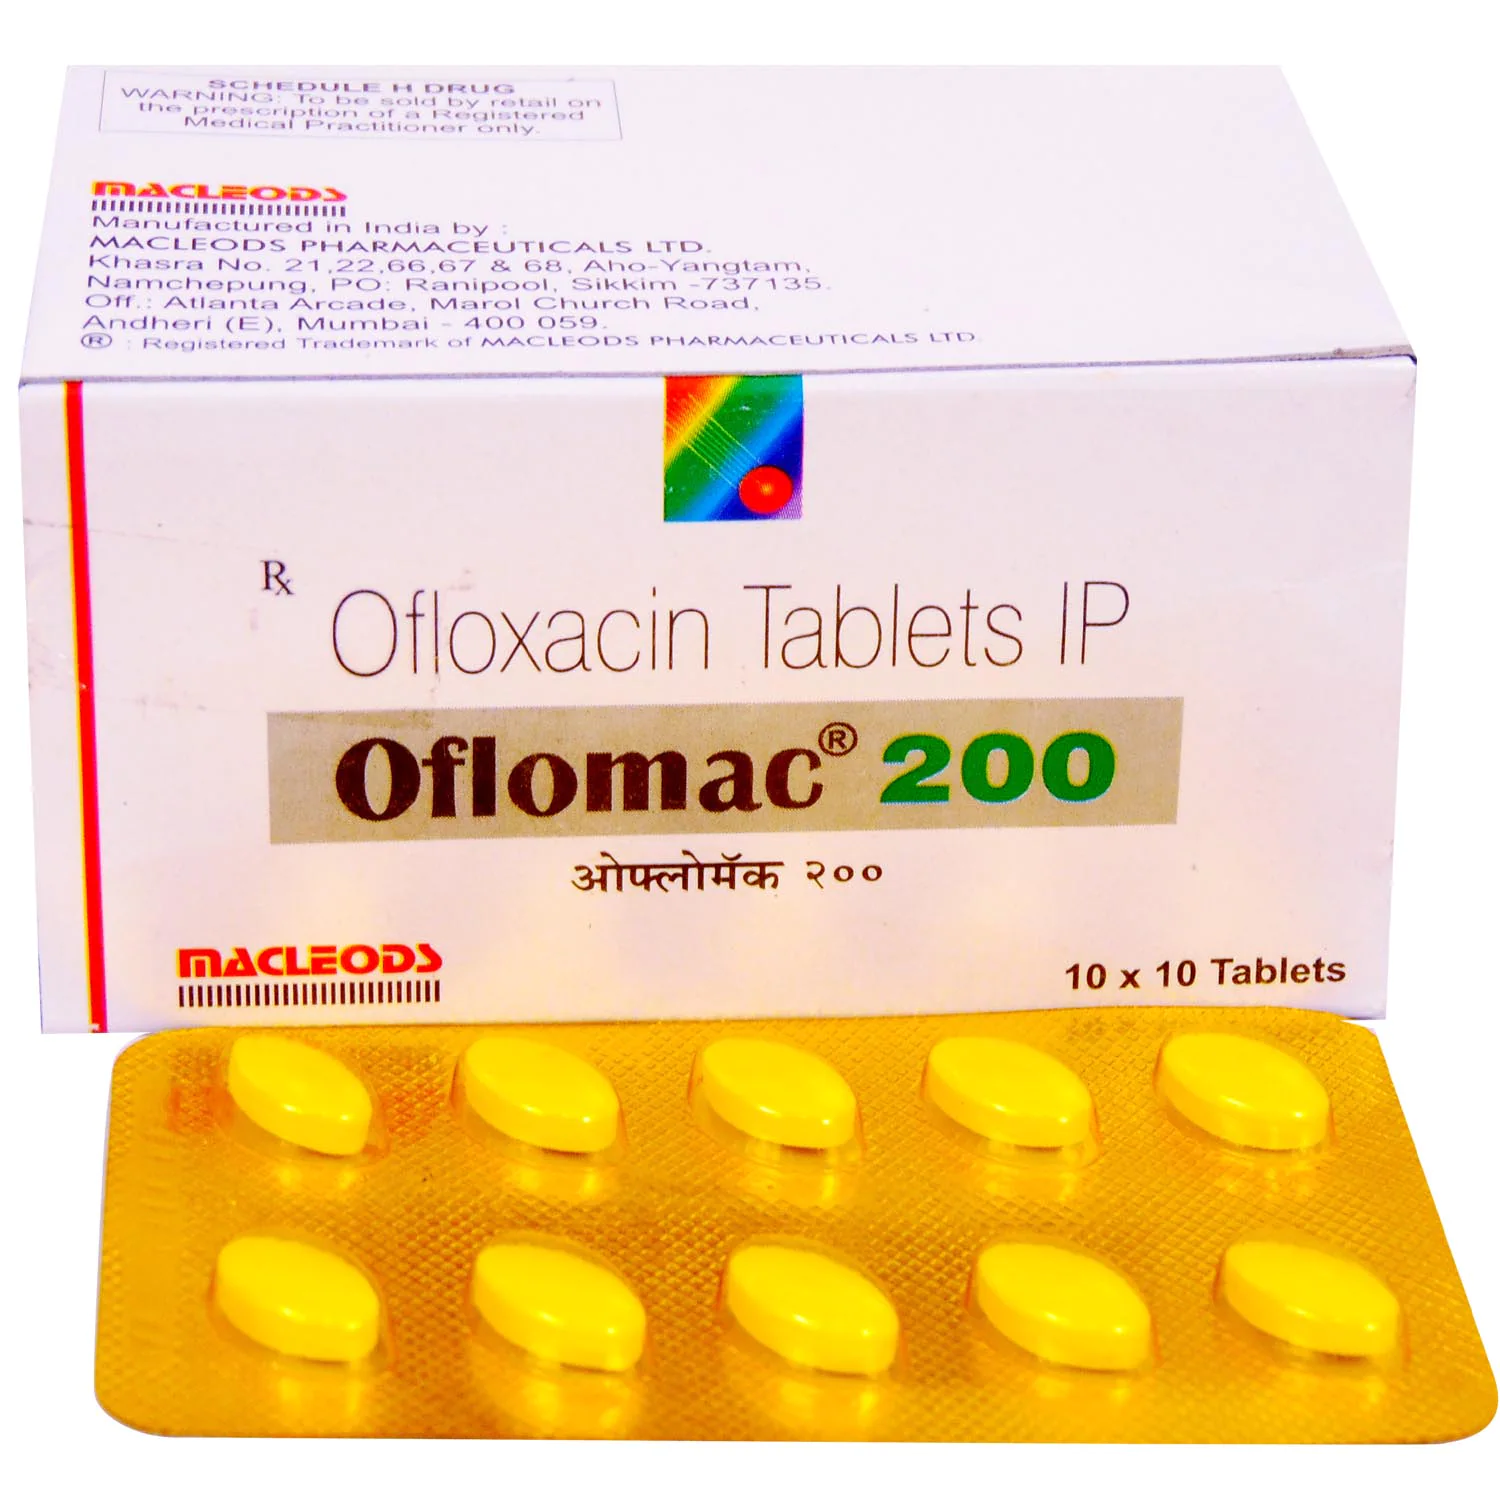 SCHEDULE H DRUG
WARNING: To be sold by retail on
the prescription of a Registered
Medical Practitioner only.
MACLEODS
Manufactured in India by :
MACLEODS PHARMACEUTICALS LTD.
Khasra No. 21,22,66,67 & 68, Aho-Yangtam,
Namchepung, PO: Ranipool, Sikkim -737135.
Off.: Atlanta Arcade, Marol Church Road,
Andheri (E), Mumbai - 400 059.
® : Registered Trademark of MACLEODS PHARMACEUTICALS LTD.
Rx Ofloxacin Tablets IP
Oflomac® 200
ओफ्लोमॅक २००
MACLEODS
10 x 10 Tablets